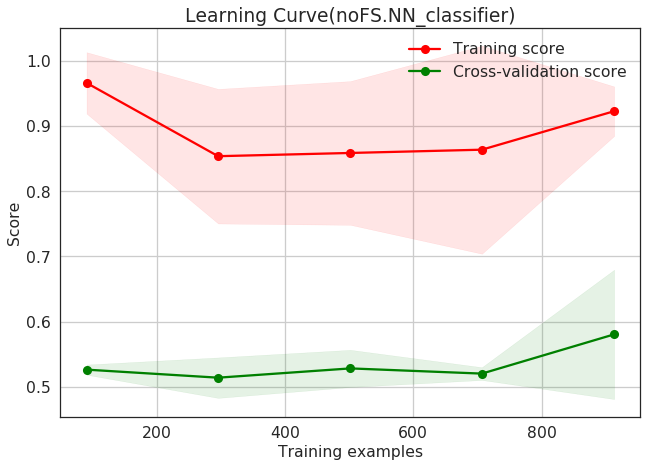 Learning Curve(noFS.NN_classifier)
Training score
Cross-validation score
1.0
0.9
0.8
0.7
0.6
0.5
Score
200
400
600
800
Training examples